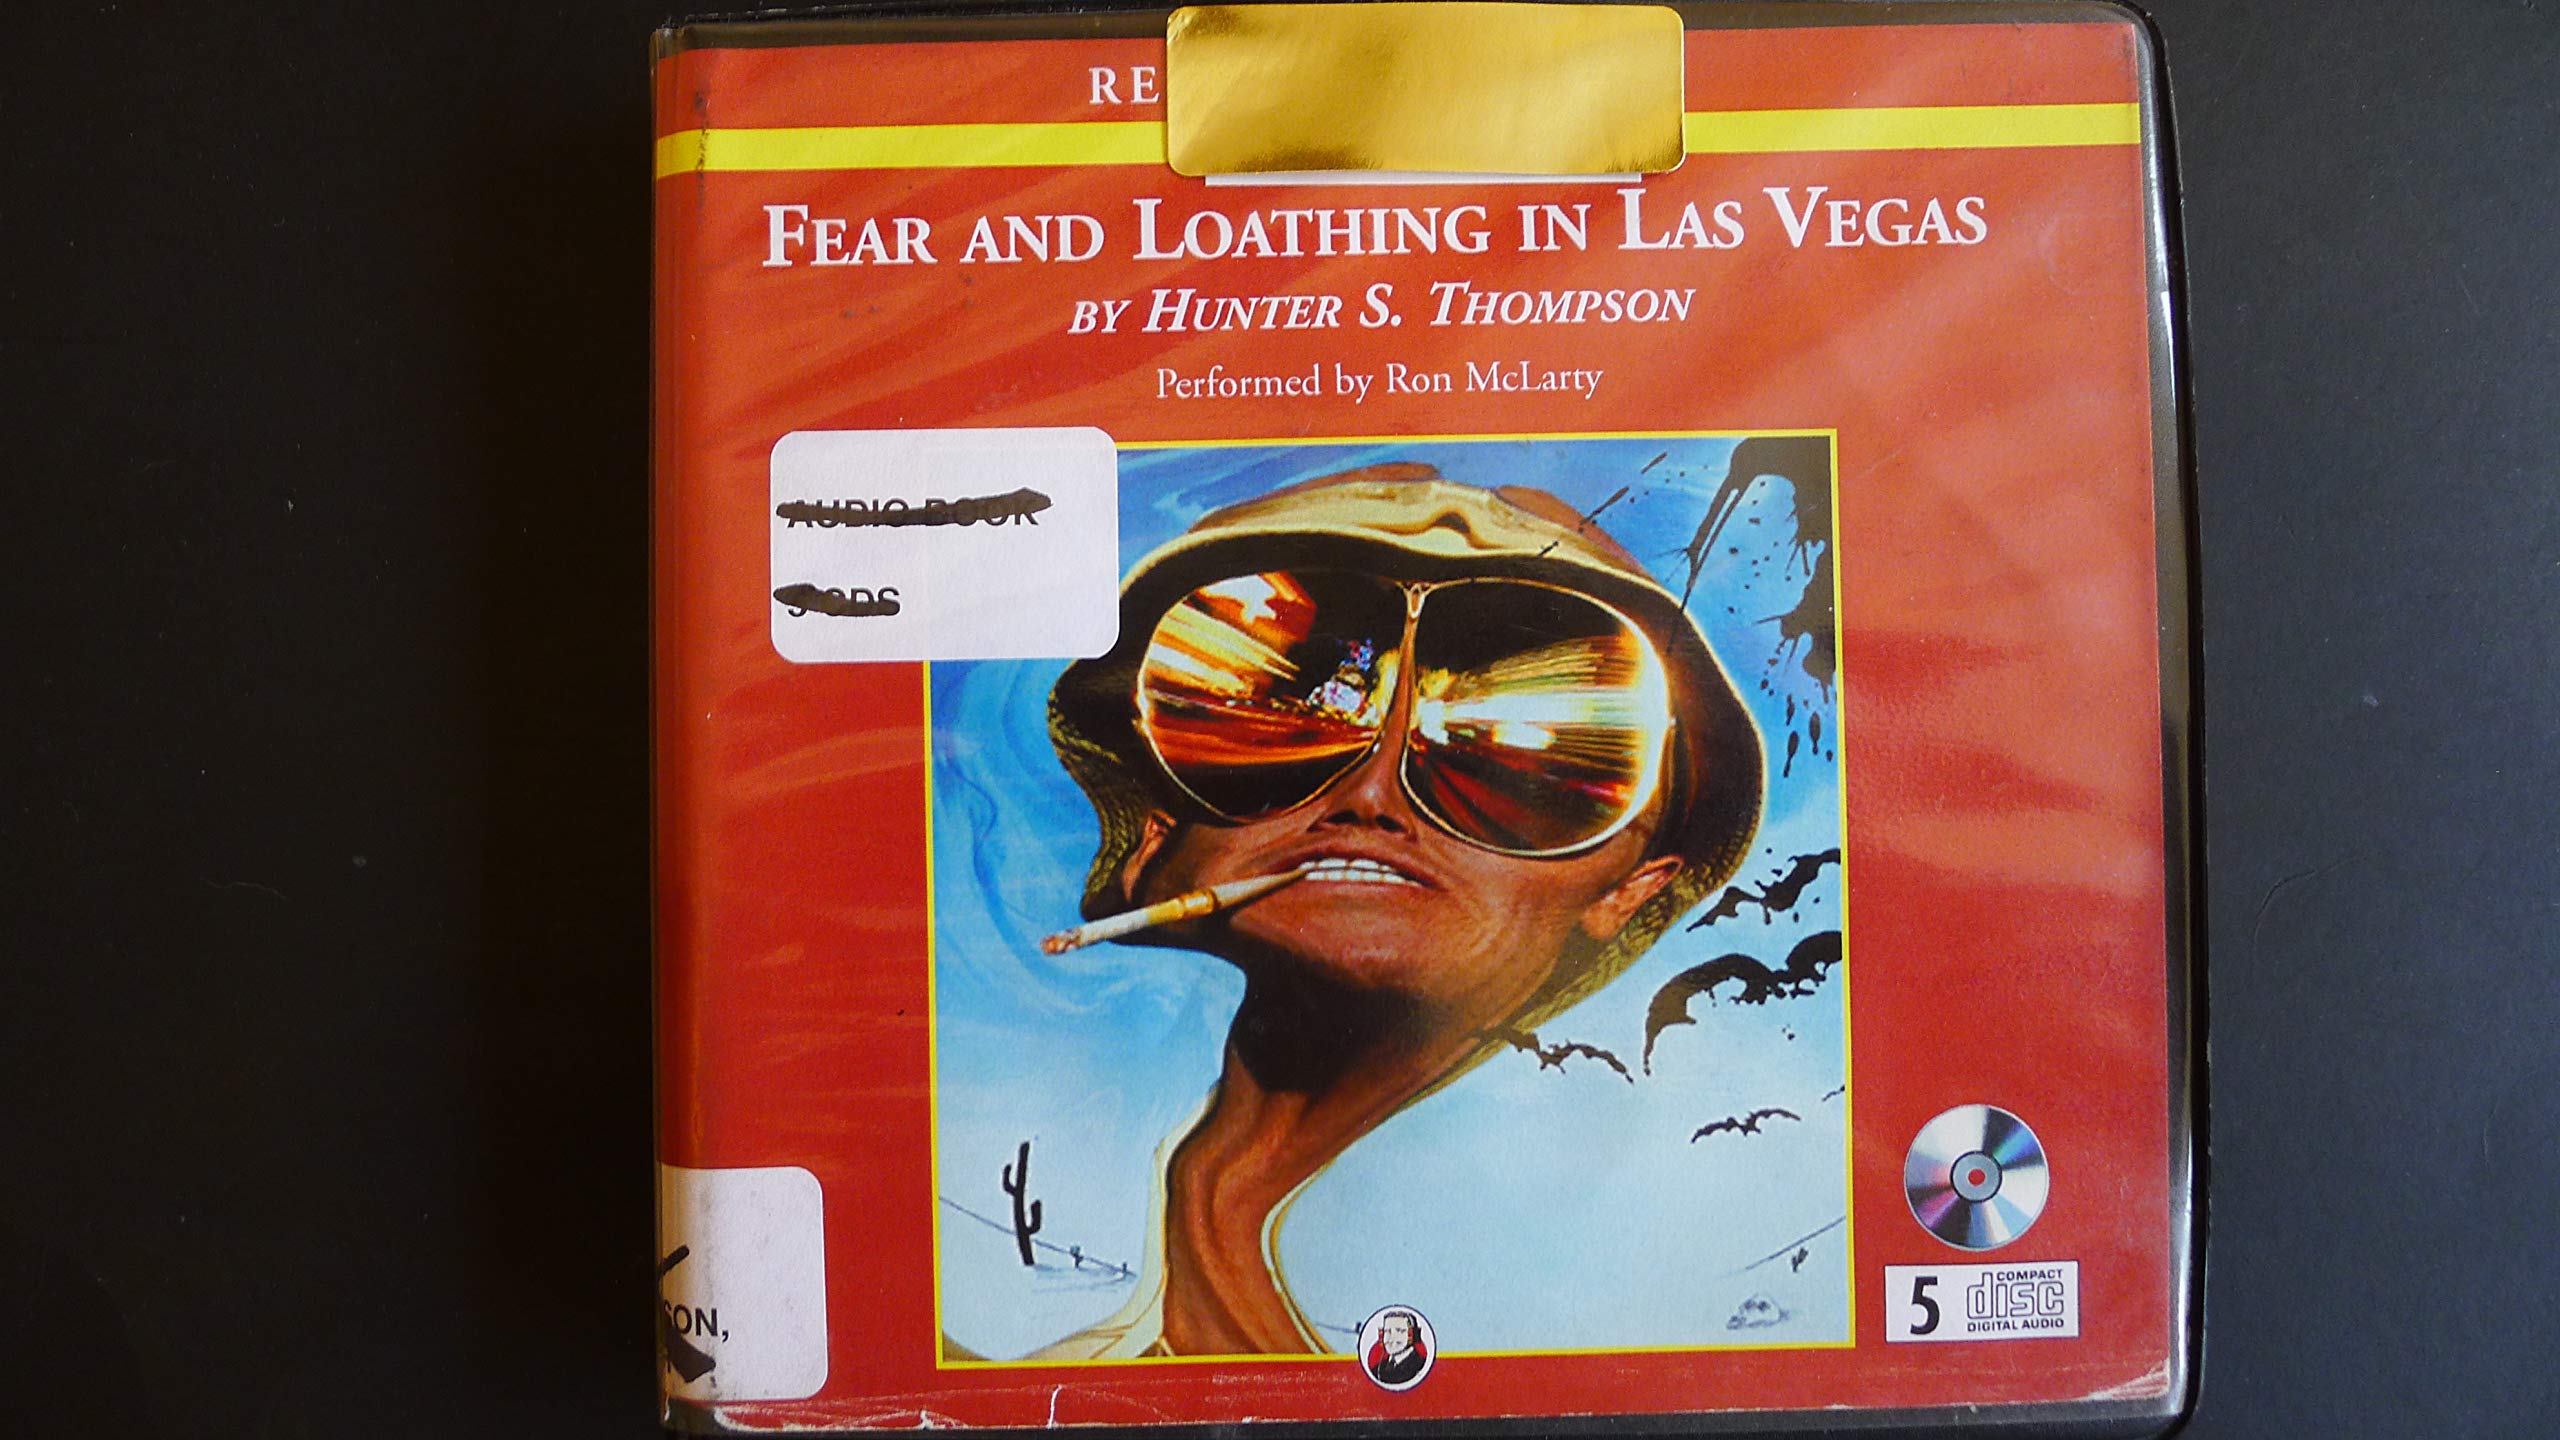 RE
FEAR AND LOATHING IN LAS VEGAS
BY HUNTER S. THOMPSON
Performed by Ron McLarty
AUDIO BOOK
5 CDS
SON,
5
COMPACT
disc
DIGITAL AUDIO